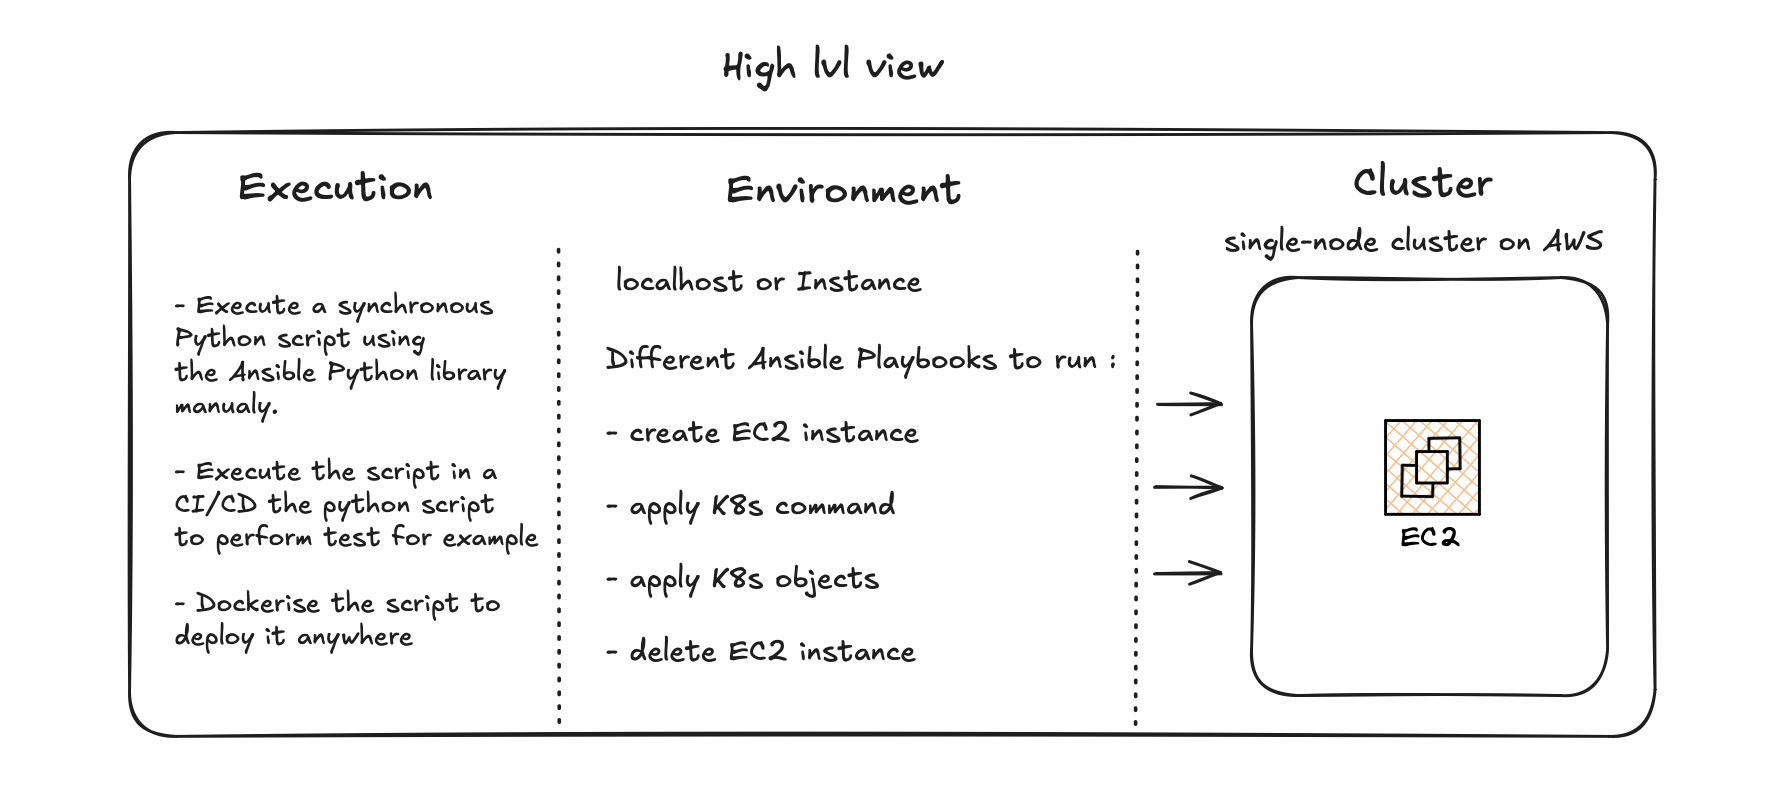 High lvl view
Execution
- Execute a synchronous
Python script using
the Ansible Python library
manualy.
- Execute the script in a
CI/CD the python script
to perform test for example
- Dockerise the script to
deploy it anywhere
Environment
localhost or Instance
Different Ansible Playbooks to run :
- create EC2 instance
- apply K8s command
- apply K8s objects
- delete EC2 instance
Cluster
single-node cluster on AWS
EC2